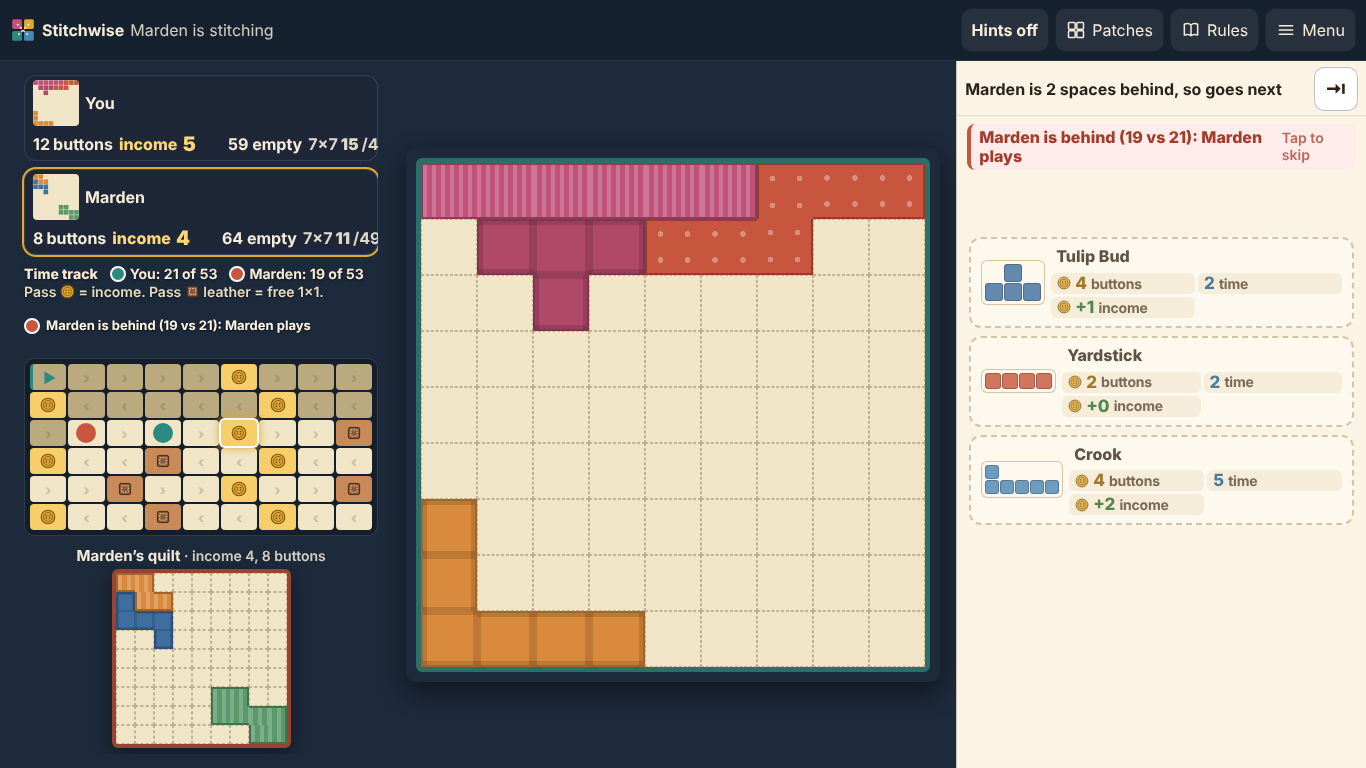 Stitchwise Marden is stitching
Hints off
Patches
Rules
Menu
You
12 buttons income 5 59 empty 7×7 15 /4
Marden
8 buttons income 4 64 empty 7×7 11 /49
Time track You: 21 of 53 Marden: 19 of 53
Pass = income. Pass leather = free 1×1.
Marden is behind (19 vs 21): Marden plays
Marden's quilt · income 4, 8 buttons
Marden is 2 spaces behind, so goes next
Marden is behind (19 vs 21): Marden plays
Tap to skip
Tulip Bud
4 buttons
2 time
+1 income
Yardstick
2 buttons
2 time
+0 income
Crook
4 buttons
5 time
+2 income